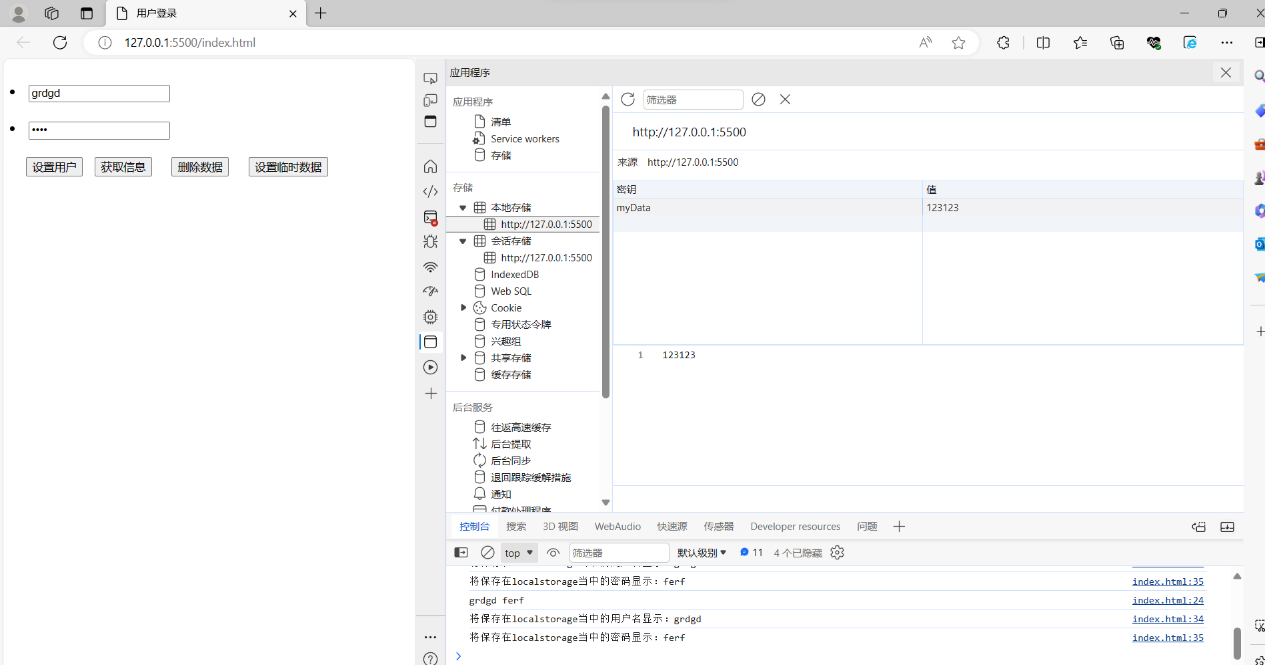 用户登录
127.0.0.1:5500/index.html
grdgd
••••
设置用户 获取信息 删除数据 设置临时数据
应用程序
应用程序
清单
Service workers
存储
存储
本地存储
http://127.0.0.1:5500
会话存储
http://127.0.0.1:5500
IndexedDB
Web SQL
Cookie
专用状态令牌
兴趣组
共享存储
缓存存储
后台服务
往返高速缓存
后台提取
后台同步
退回跟踪缓解措施
通知
付款处理程序
筛选器
http://127.0.0.1:5500
来源 http://127.0.0.1:5500
密钥 值
myData 123123
1 123123
控制台 搜索 3D 视图 WebAudio 快速源 传感器 Developer resources 问题
top 筛选器 默认级别 11 4 个已隐藏
将保存在localstorage当中的密码显示：ferf index.html:35
grdgd ferf index.html:24
将保存在localstorage当中的用户名显示：grdgd index.html:34
将保存在localstorage当中的密码显示：ferf index.html:35